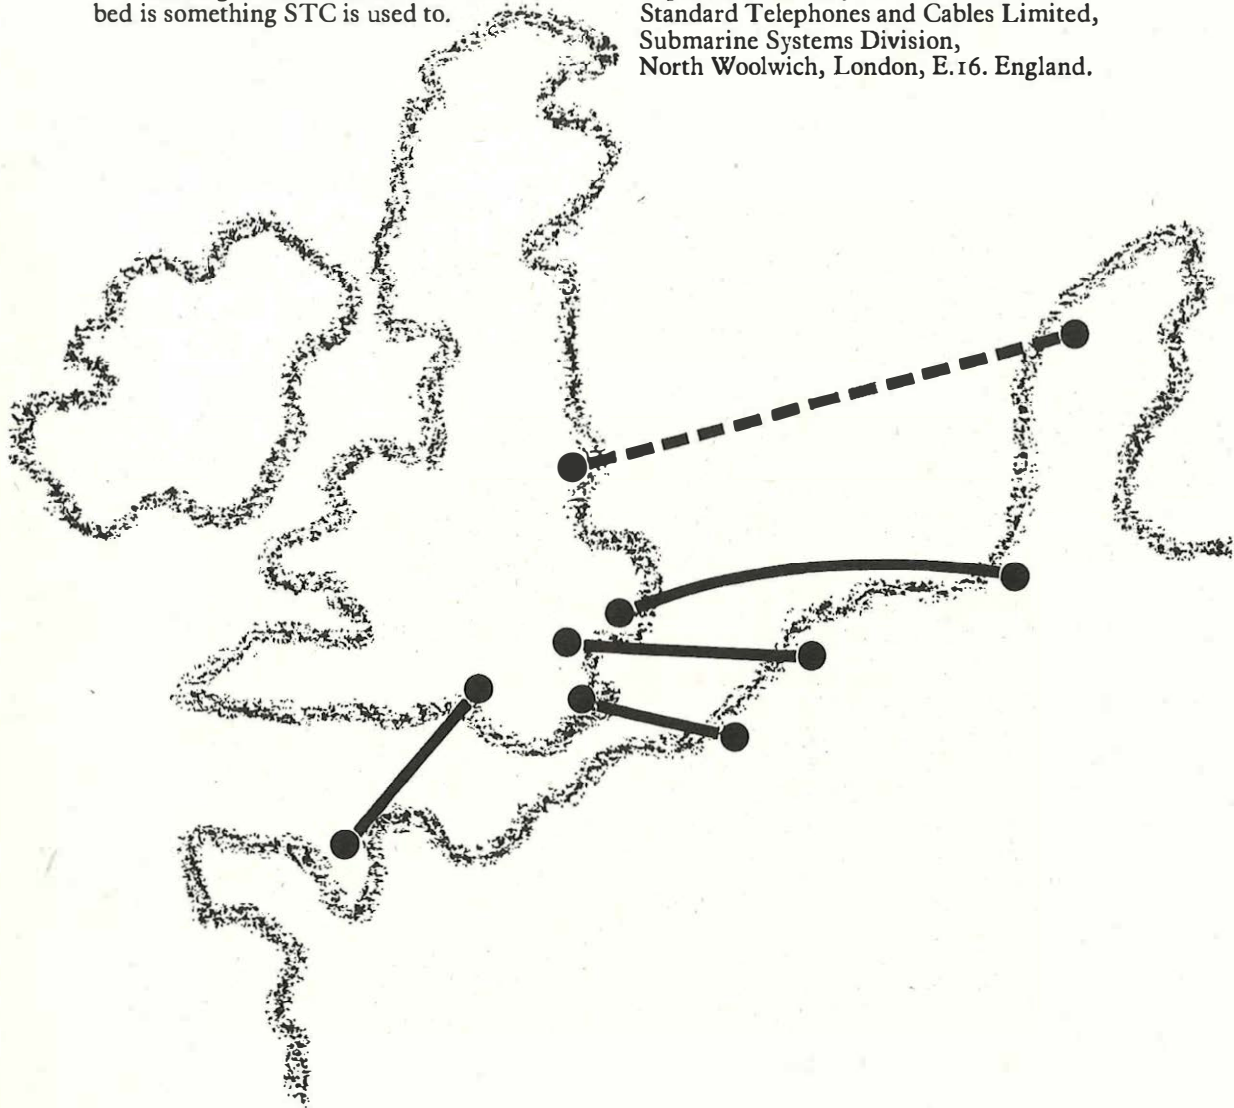 bed is something STC is used to.
Standard Telephones and Cables Limited,
Submarine Systems Division,
North Woolwich, London, E.16. England.